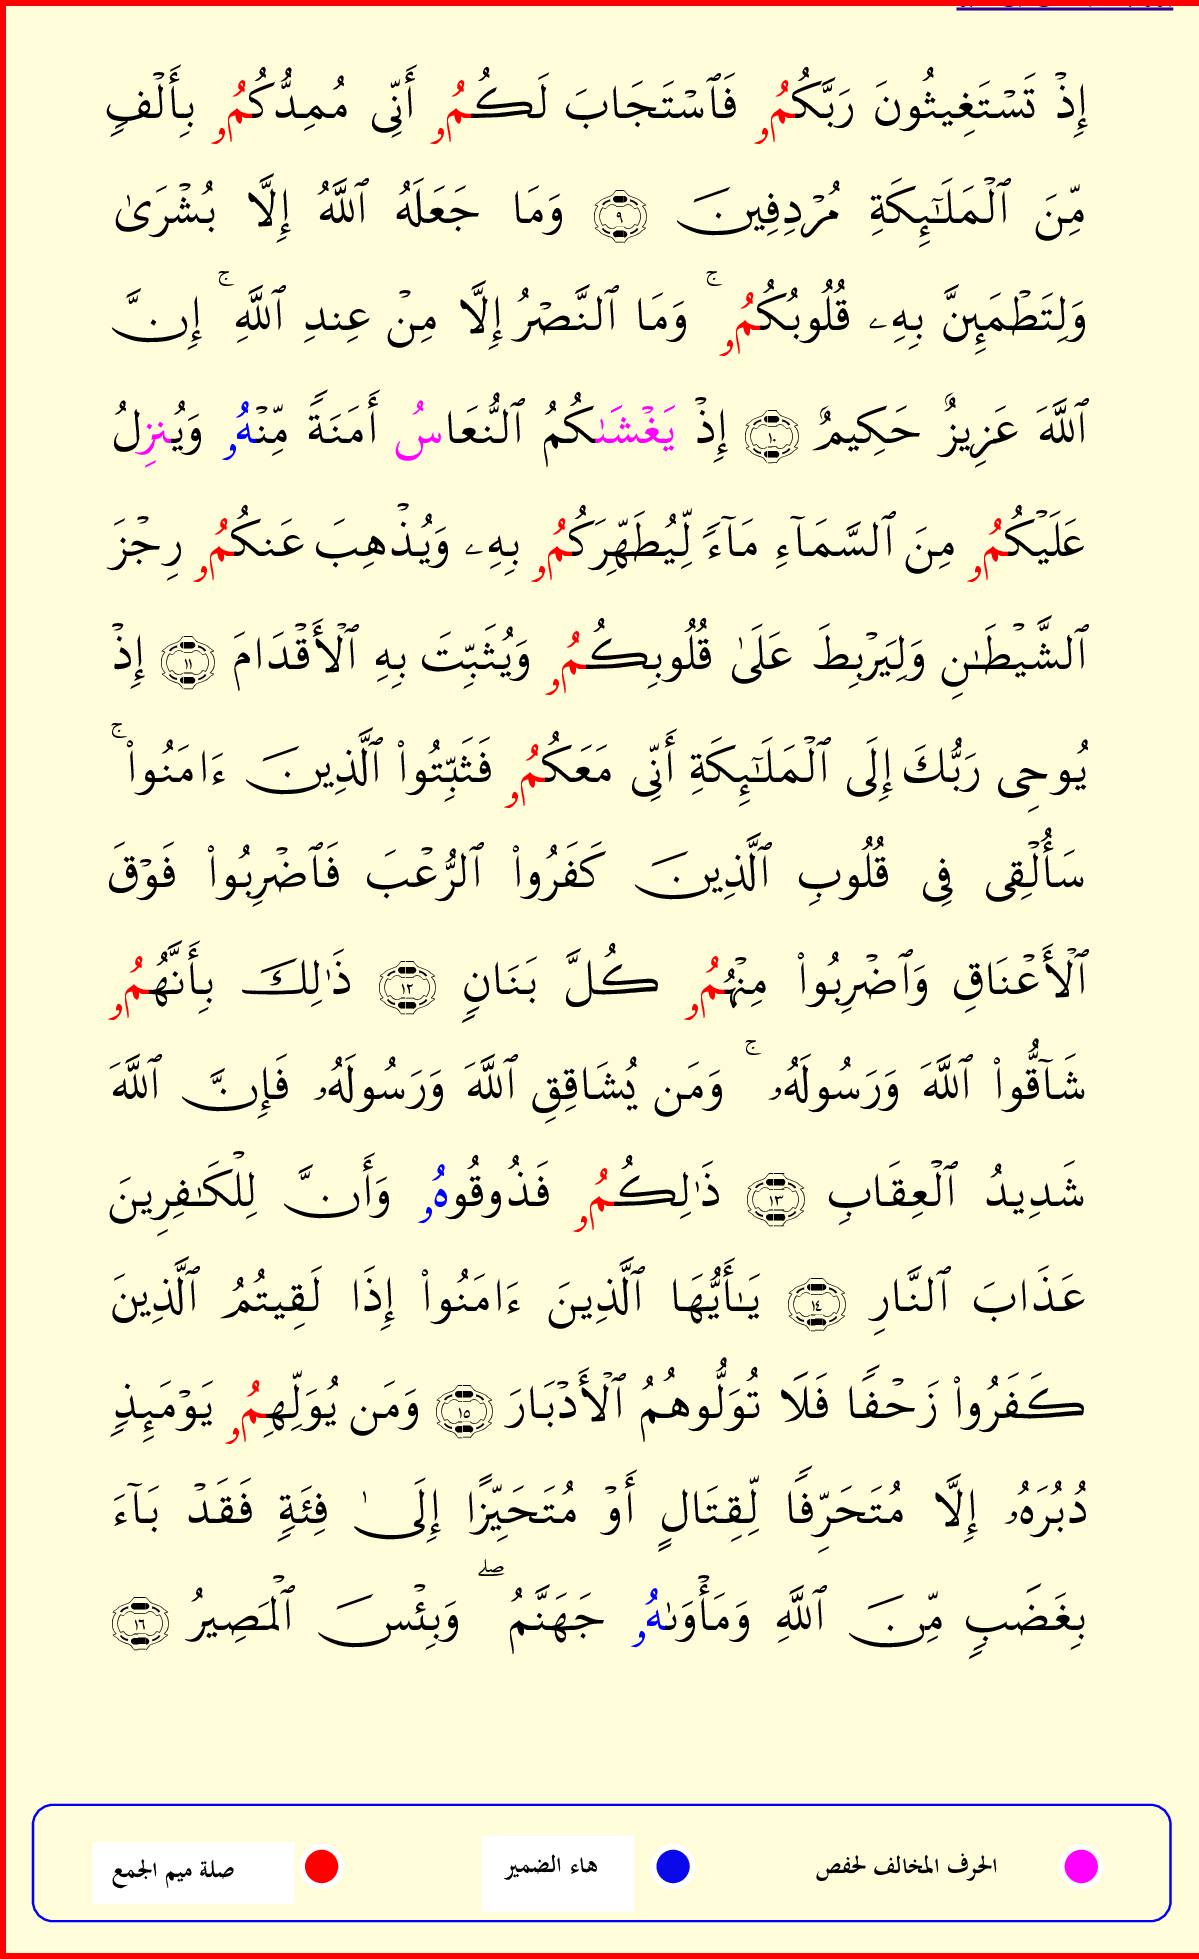 إِذْ تَسْتَغِيثُونَ رَبَّكُمُۥ فَٱسْتَجَابَ لَكُمُۥ أَنِّى مُمِدُّكُمُۥ بِأَلْفٍ
مِّنَ ٱلْمَلَـٰٓئِكَةِ مُرْدِفِينَ ٩ وَمَا جَعَلَهُ ٱللَّهُ إِلَّا بُشْرَىٰ
وَلِتَطْمَئِنَّ بِهِۦ قُلُوبُكُمُۥ ۚ وَمَا ٱلنَّصْرُ إِلَّا مِنْ عِندِ ٱللَّهِ ۚ إِنَّ
ٱللَّهَ عَزِيزٌ حَكِيمٌ ١٠ إِذْ يَغْشَىٰكُمُ ٱلنُّعَاسُ أَمَنَةً مِّنْهُۥ وَيُنزِلُ
عَلَيْكُمُۥ مِنَ ٱلسَّمَآءِ مَآءً لِّيُطَهِّرَكُمُۥ بِهِۦ وَيُذْهِبَ عَنكُمُۥ رِجْزَ
ٱلشَّيْطَـٰنِ وَلِيَرْبِطَ عَلَىٰ قُلُوبِكُمُۥ وَيُثَبِّتَ بِهِ ٱلْأَقْدَامَ ١١ إِذْ
يُوحِى رَبُّكَ إِلَى ٱلْمَلَـٰٓئِكَةِ أَنِّى مَعَكُمُۥ فَثَبِّتُوا۟ ٱلَّذِينَ ءَامَنُوا۟ ۚ
سَأُلْقِى فِى قُلُوبِ ٱلَّذِينَ كَفَرُوا۟ ٱلرُّعْبَ فَٱضْرِبُوا۟ فَوْقَ
ٱلْأَعْنَاقِ وَٱضْرِبُوا۟ مِنْهُمُۥ كُلَّ بَنَانٍ ١٢ ذَٰلِكَ بِأَنَّهُمُۥ
شَآقُّوا۟ ٱللَّهَ وَرَسُولَهُۥ ۚ وَمَن يُشَاقِقِ ٱللَّهَ وَرَسُولَهُۥ فَإِنَّ ٱللَّهَ
شَدِيدُ ٱلْعِقَابِ ١٣ ذَٰلِكُمُۥ فَذُوقُوهُۥ وَأَنَّ لِلْكَـٰفِرِينَ
عَذَابَ ٱلنَّارِ ١٤ يَـٰٓأَيُّهَا ٱلَّذِينَ ءَامَنُوا۟ إِذَا لَقِيتُمُ ٱلَّذِينَ
كَفَرُوا۟ زَحْفًا فَلَا تُوَلُّوهُمُ ٱلْأَدْبَارَ ١٥ وَمَن يُوَلِّهِمُۥ يَوْمَئِذٍ
دُبُرَهُۥ إِلَّا مُتَحَرِّفًا لِّقِتَالٍ أَوْ مُتَحَيِّزًا إِلَىٰ فِئَةٍ فَقَدْ بَآءَ
بِغَضَبٍ مِّنَ ٱللَّهِ وَمَأْوَىٰهُۥ جَهَنَّمُ ۖ وَبِئْسَ ٱلْمَصِيرُ ١٦
الحرف المخالف لحفص هاء الضمير صلة ميم الجمع